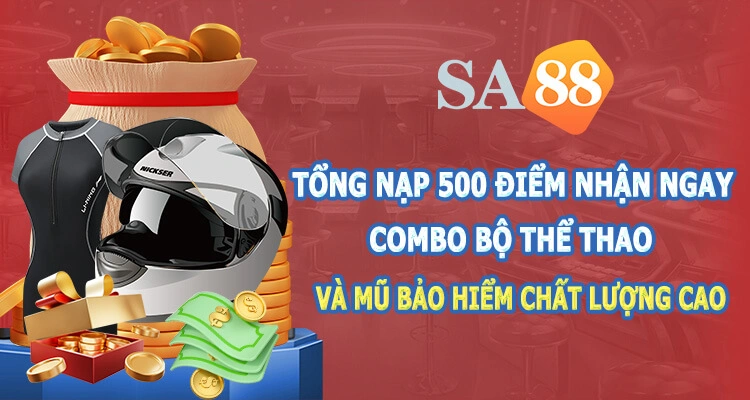 SA88
TỔNG NẠP 500 ĐIỂM NHẬN NGAY
COMBO BỘ THỂ THAO
VÀ MŨ BẢO HIỂM CHẤT LƯỢNG CAO
NICKSER